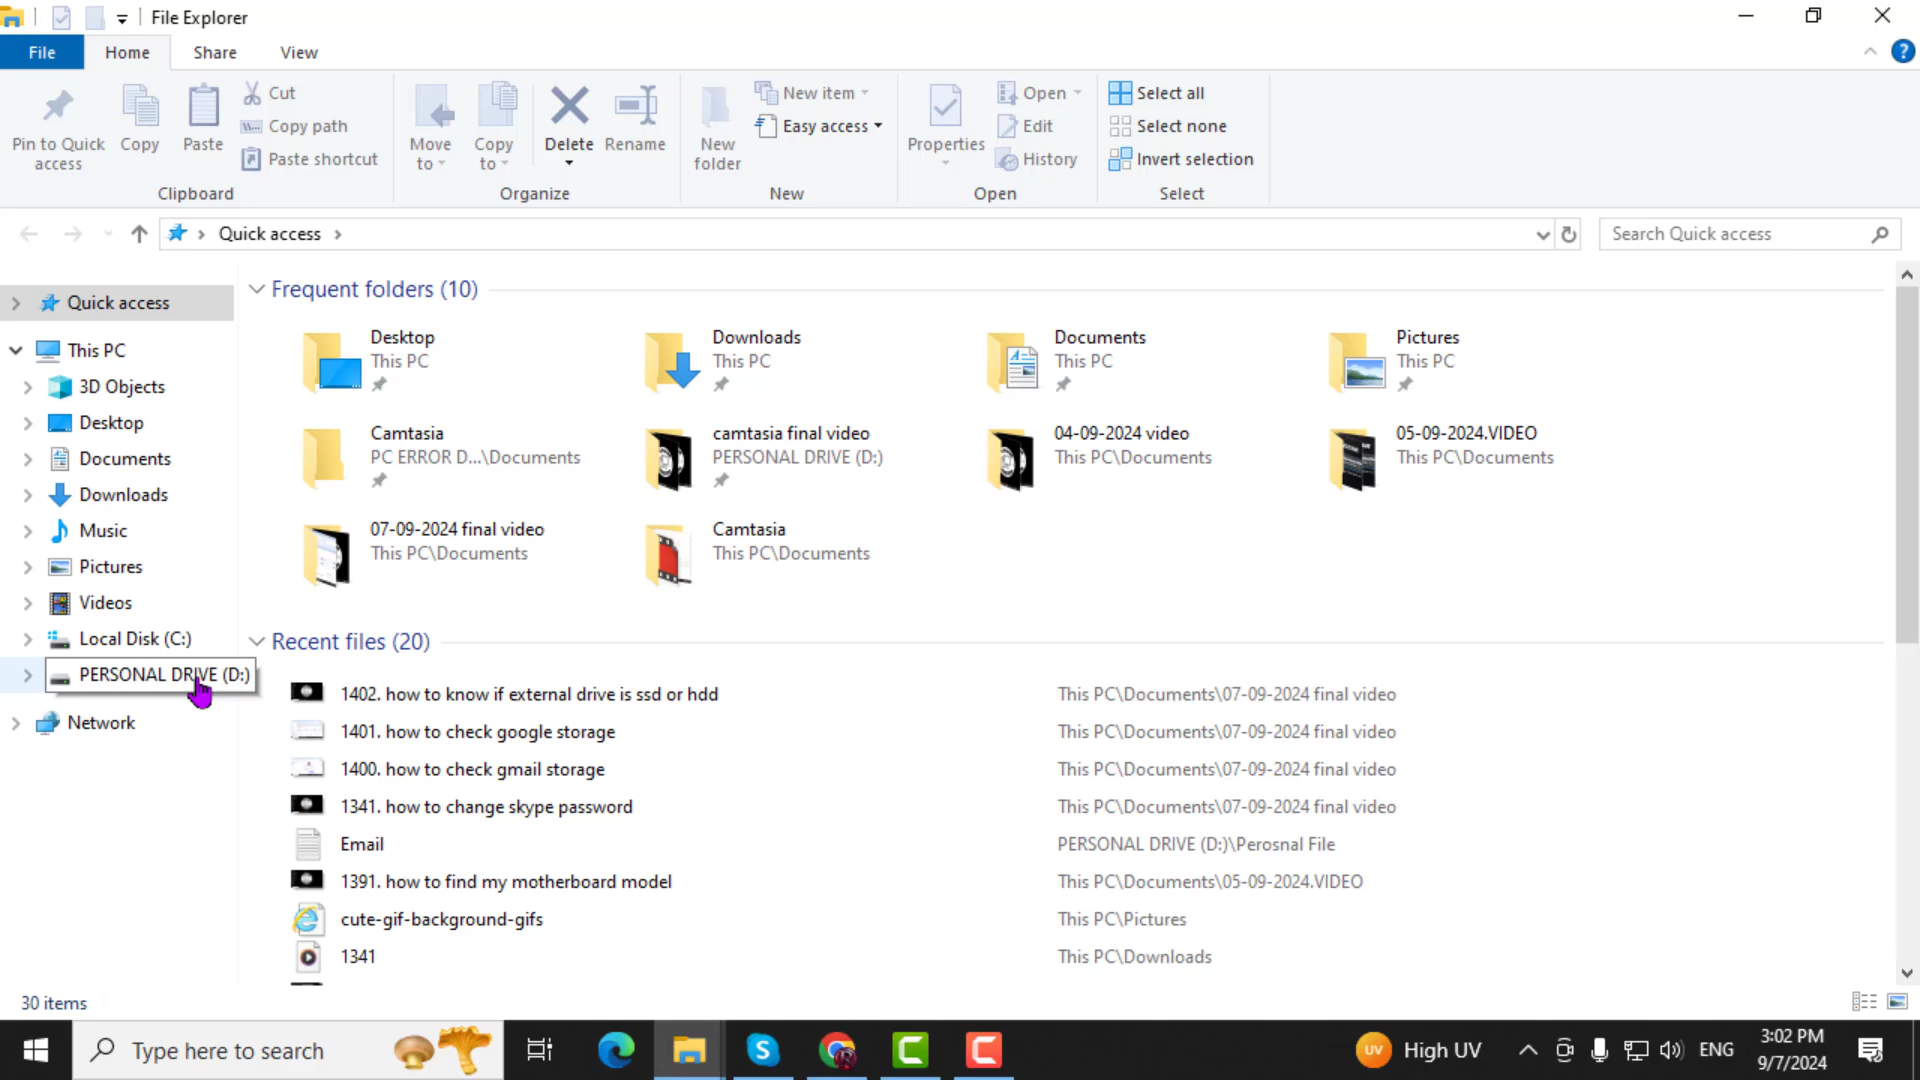 File Explorer
File Home Share View
Pin to Quick access
Copy
Paste
Cut
Copy path
Paste shortcut
Clipboard
Move to
Copy to
Delete
Rename
Organize
New folder
New item
Easy access
New
Properties
Open
Edit
History
Open
Select all
Select none
Invert selection
Select
Quick access
Search Quick access
Quick access
This PC
3D Objects
Desktop
Documents
Downloads
Music
Pictures
Videos
Local Disk (C:)
PERSONAL DRIVE (D:)
Network
Frequent folders (10)
Desktop
This PC
Downloads
This PC
Documents
This PC
Pictures
This PC
Camtasia
PC ERROR D...\Documents
camtasia final video
PERSONAL DRIVE (D:)
04-09-2024 video
This PC\Documents
05-09-2024.VIDEO
This PC\Documents
07-09-2024 final video
This PC\Documents
Camtasia
This PC\Documents
Recent files (20)
1402. how to know if external drive is ssd or hdd This PC\Documents\07-09-2024 final video
1401. how to check google storage This PC\Documents\07-09-2024 final video
1400. how to check gmail storage This PC\Documents\07-09-2024 final video
1341. how to change skype password This PC\Documents\07-09-2024 final video
Email PERSONAL DRIVE (D:)\Perosnal File
1391. how to find my motherboard model This PC\Documents\05-09-2024.VIDEO
cute-gif-background-gifs This PC\Pictures
1341 This PC\Downloads
30 items
Type here to search
UV High UV
ENG
3:02 PM
9/7/2024